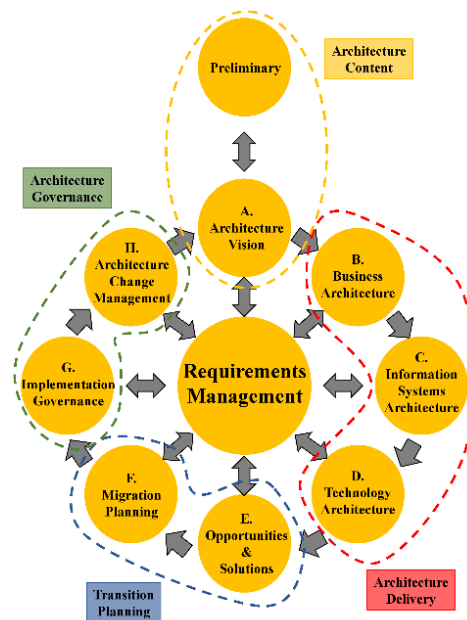 Preliminary
Architecture
Content
Architecture
Governance
A.
Architecture
Vision
H.
Architecture
Change
Management
B.
Business
Architecture
G.
Implementation
Governance
Requirements
Management
C.
Information
Systems
Architecture
F.
Migration
Planning
D.
Technology
Architecture
E.
Opportunities
&
Solutions
Transition
Planning
Architecture
Delivery